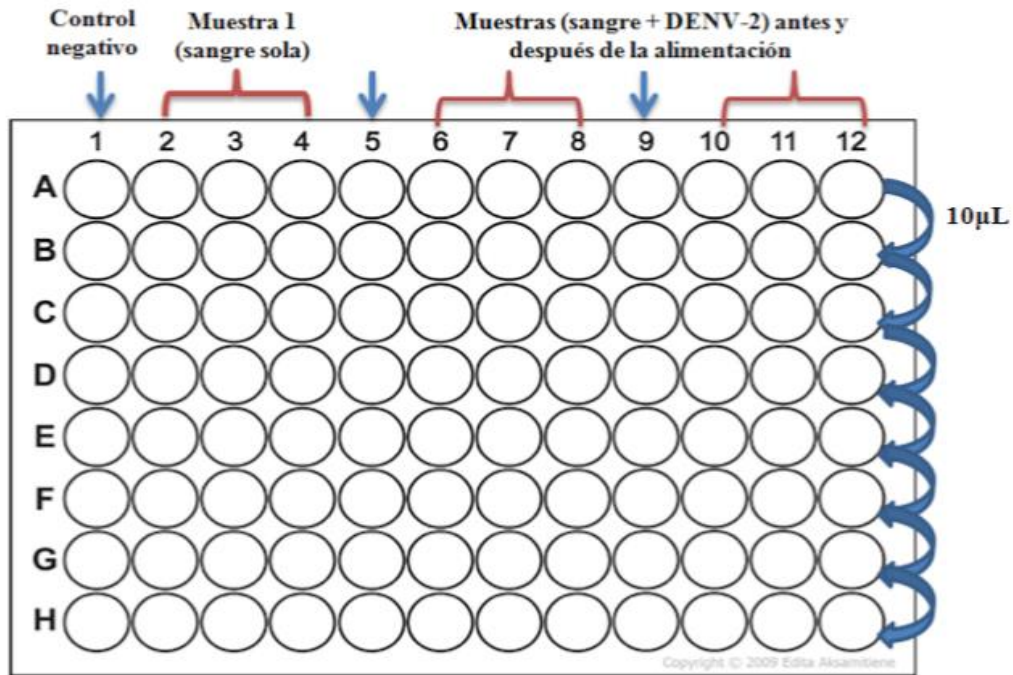 Control
negativo
Muestra 1
(sangre sola)
Muestras (sangre + DENV-2) antes y
después de la alimentación
1 2 3 4 5 6 7 8 9 10 11 12
A
10µL
B
C
D
E
F
G
H
Copyright © 2009 Edita Aksamitiene